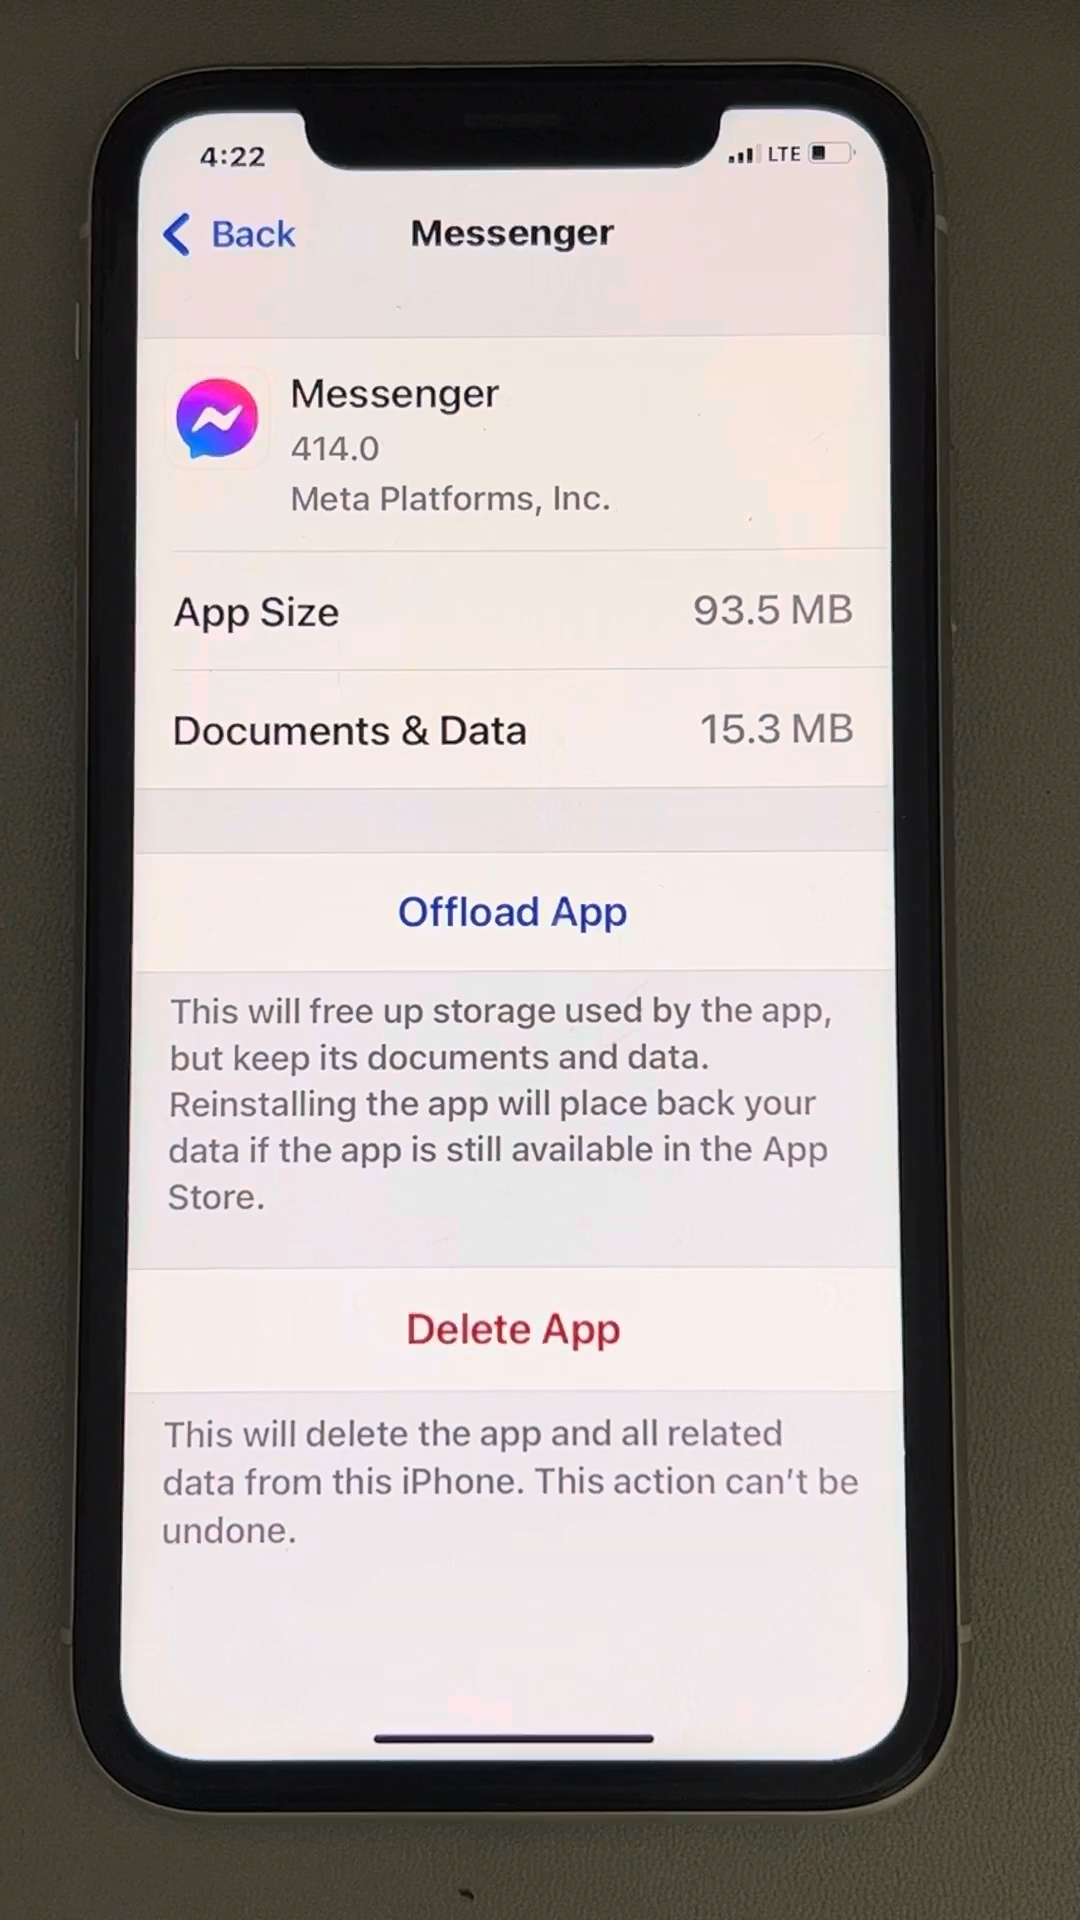 4:22
LTE
Back
Messenger
Messenger
414.0
Meta Platforms, Inc.
App Size
93.5 MB
Documents & Data
15.3 MB
Offload App
This will free up storage used by the app,
but keep its documents and data.
Reinstalling the app will place back your
data if the app is still available in the App
Store.
Delete App
This will delete the app and all related
data from this iPhone. This action can't be
undone.